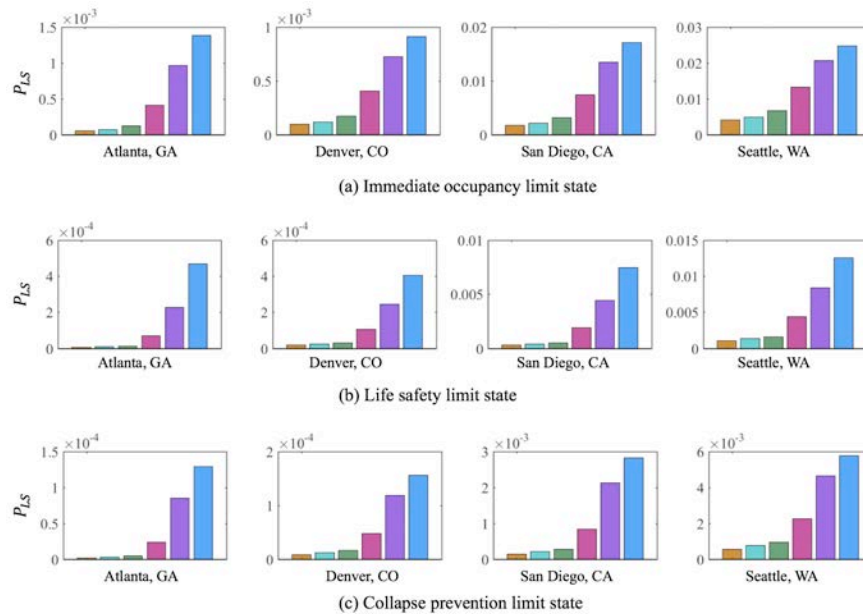 ×10⁻³
1.5
1
0.5
0
P_LS
Atlanta, GA
×10⁻³
1
0.5
0
Denver, CO
0.02
0.01
0
San Diego, CA
0.03
0.02
0.01
0
Seattle, WA
(a) Immediate occupancy limit state
×10⁻⁴
6
4
2
0
P_LS
Atlanta, GA
×10⁻⁴
6
4
2
0
Denver, CO
0.01
0.005
0
San Diego, CA
0.015
0.01
0.005
0
Seattle, WA
(b) Life safety limit state
×10⁻⁴
1.5
1
0.5
0
P_LS
Atlanta, GA
×10⁻⁴
2
1
0
Denver, CO
×10⁻³
3
2
1
0
San Diego, CA
×10⁻³
6
4
2
0
Seattle, WA
(c) Collapse prevention limit state